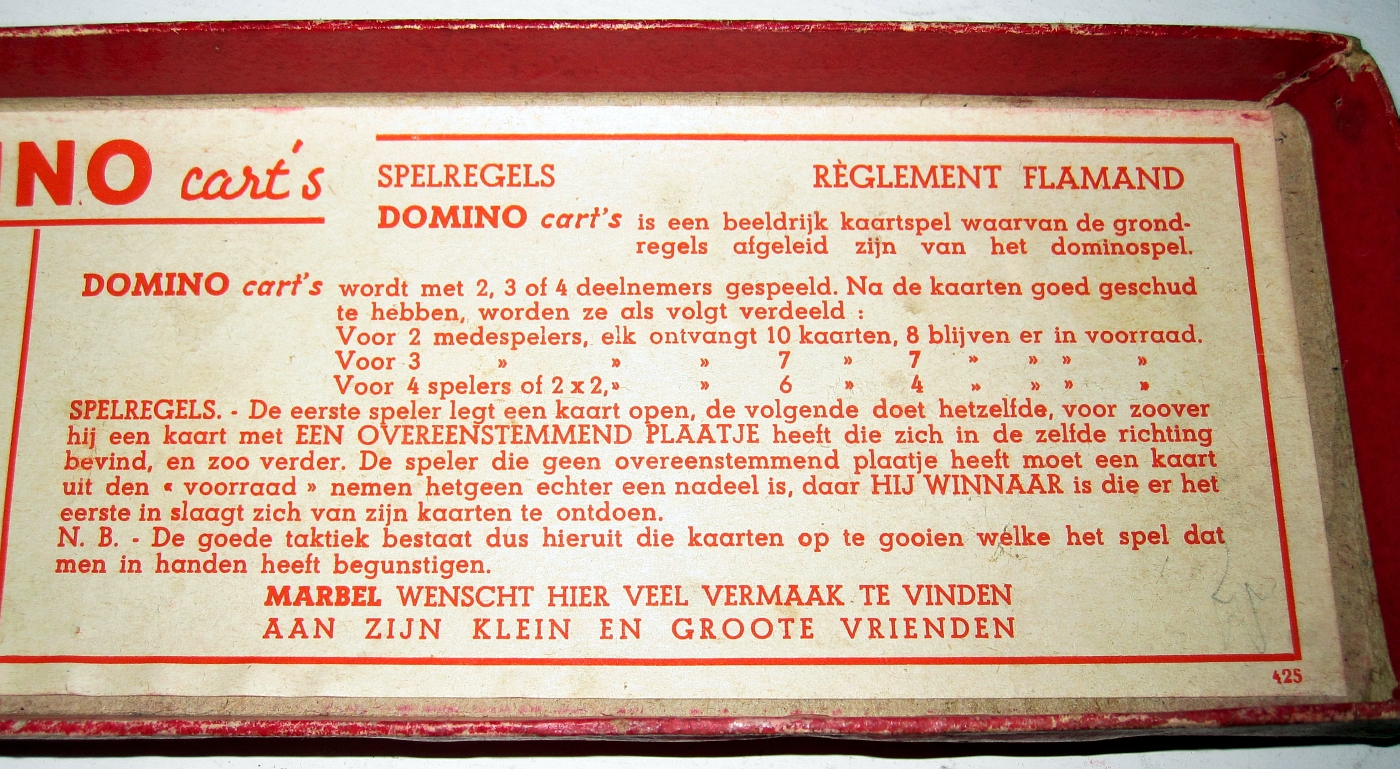 INO cart's
SPELREGELS RÈGLEMENT FLAMAND
DOMINO cart's is een beeldrijk kaartspel waarvan de grond-
regels afgeleid zijn van het dominospel.
DOMINO cart's wordt met 2, 3 of 4 deelnemers gespeeld. Na de kaarten goed geschud
te hebben, worden ze als volgt verdeeld :
Voor 2 medespelers, elk ontvangt 10 kaarten, 8 blijven er in voorraad.
Voor 3 » » » 7 » 7 » » » »
Voor 4 spelers of 2 x 2, » » 6 » 4 » » » »
SPELREGELS. - De eerste speler legt een kaart open, de volgende doet hetzelfde, voor zoover
hij een kaart met EEN OVEREENSTEMMEND PLAATJE heeft die zich in de zelfde richting
bevind, en zoo verder. De speler die geen overeenstemmend plaatje heeft moet een kaart
uit den « voorraad » nemen hetgeen echter een nadeel is, daar HIJ WINNAAR is die er het
eerste in slaagt zich van zijn kaarten te ontdoen.
N. B. - De goede taktiek bestaat dus hieruit die kaarten op te gooien welke het spel dat
men in handen heeft begunstigen.
MARBEL WENSCHT HIER VEEL VERMAAK TE VINDEN
AAN ZIJN KLEIN EN GROOTE VRIENDEN
425